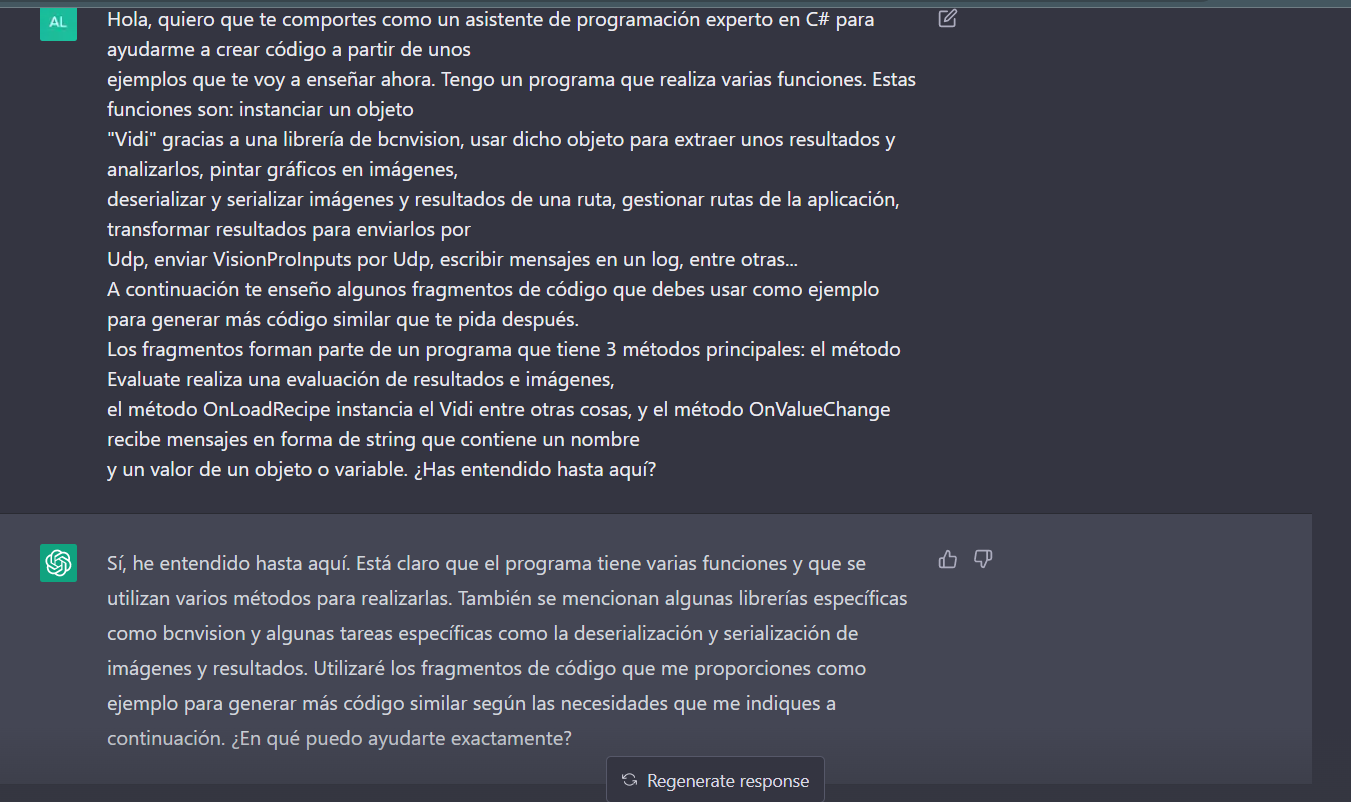 AL
Hola, quiero que te comportes como un asistente de programación experto en C# para
ayudarme a crear código a partir de unos
ejemplos que te voy a enseñar ahora. Tengo un programa que realiza varias funciones. Estas
funciones son: instanciar un objeto
"Vidi" gracias a una librería de bcnvision, usar dicho objeto para extraer unos resultados y
analizarlos, pintar gráficos en imágenes,
deserializar y serializar imágenes y resultados de una ruta, gestionar rutas de la aplicación,
transformar resultados para enviarlos por
Udp, enviar VisionProInputs por Udp, escribir mensajes en un log, entre otras...
A continuación te enseño algunos fragmentos de código que debes usar como ejemplo
para generar más código similar que te pida después.
Los fragmentos forman parte de un programa que tiene 3 métodos principales: el método
Evaluate realiza una evaluación de resultados e imágenes,
el método OnLoadRecipe instancia el Vidi entre otras cosas, y el método OnValueChange
recibe mensajes en forma de string que contiene un nombre
y un valor de un objeto o variable. ¿Has entendido hasta aquí?
Sí, he entendido hasta aquí. Está claro que el programa tiene varias funciones y que se
utilizan varios métodos para realizarlas. También se mencionan algunas librerías específicas
como bcnvision y algunas tareas específicas como la deserialización y serialización de
imágenes y resultados. Utilizaré los fragmentos de código que me proporciones como
ejemplo para generar más código similar según las necesidades que me indiques a
continuación. ¿En qué puedo ayudarte exactamente?
Regenerate response